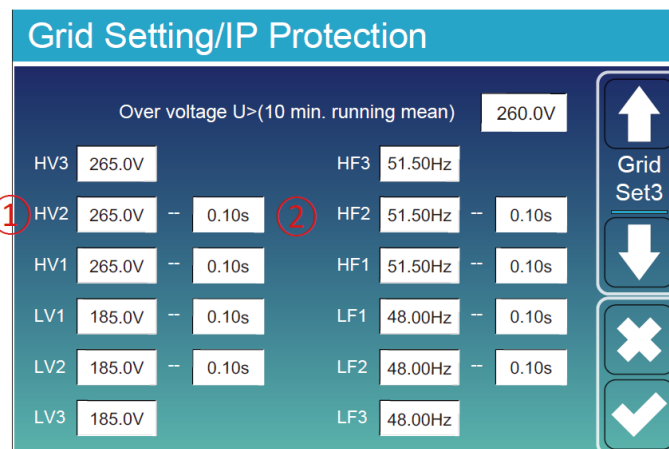 Grid Setting/IP Protection
Over voltage U>(10 min. running mean) 260.0V
HV3 265.0V HF3 51.50Hz
① HV2 265.0V -- 0.10s ② HF2 51.50Hz -- 0.10s
HV1 265.0V -- 0.10s HF1 51.50Hz -- 0.10s
LV1 185.0V -- 0.10s LF1 48.00Hz -- 0.10s
LV2 185.0V -- 0.10s LF2 48.00Hz -- 0.10s
LV3 185.0V LF3 48.00Hz
Grid
Set3